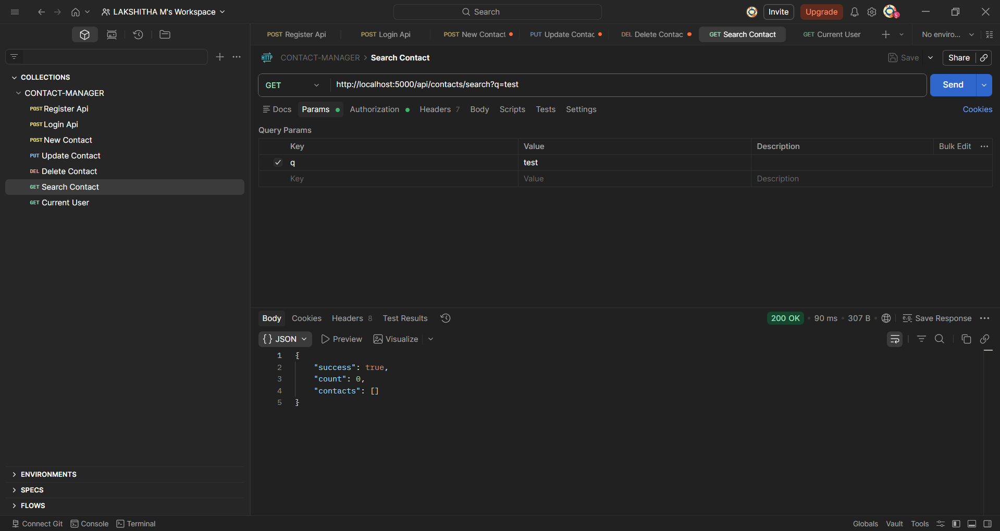 LAKSHITHA M's Workspace
Search
Invite
Upgrade
L
POST Register Api
POST Login Api
POST New Contact
PUT Update Contac
DEL Delete Contac
GET Search Contact
GET Current User
No enviro...
HTTP CONTACT-MANAGER > Search Contact
Save
Share
COLLECTIONS
CONTACT-MANAGER
POST Register Api
POST Login Api
POST New Contact
PUT Update Contact
DEL Delete Contact
GET Search Contact
GET Current User
GET
http://localhost:5000/api/contacts/search?q=test
Send
Docs Params Authorization Headers 7 Body Scripts Tests Settings
Cookies
Query Params
Key Value Description Bulk Edit
q test
Key Value Description
Body Cookies Headers 8 Test Results
200 OK • 90 ms • 307 B • e.g. Save Response
{} JSON Preview Visualize
1 {
2 "success": true,
3 "count": 0,
4 "contacts": []
5 }
ENVIRONMENTS
SPECS
FLOWS
Connect Git Console Terminal
Globals Vault Tools